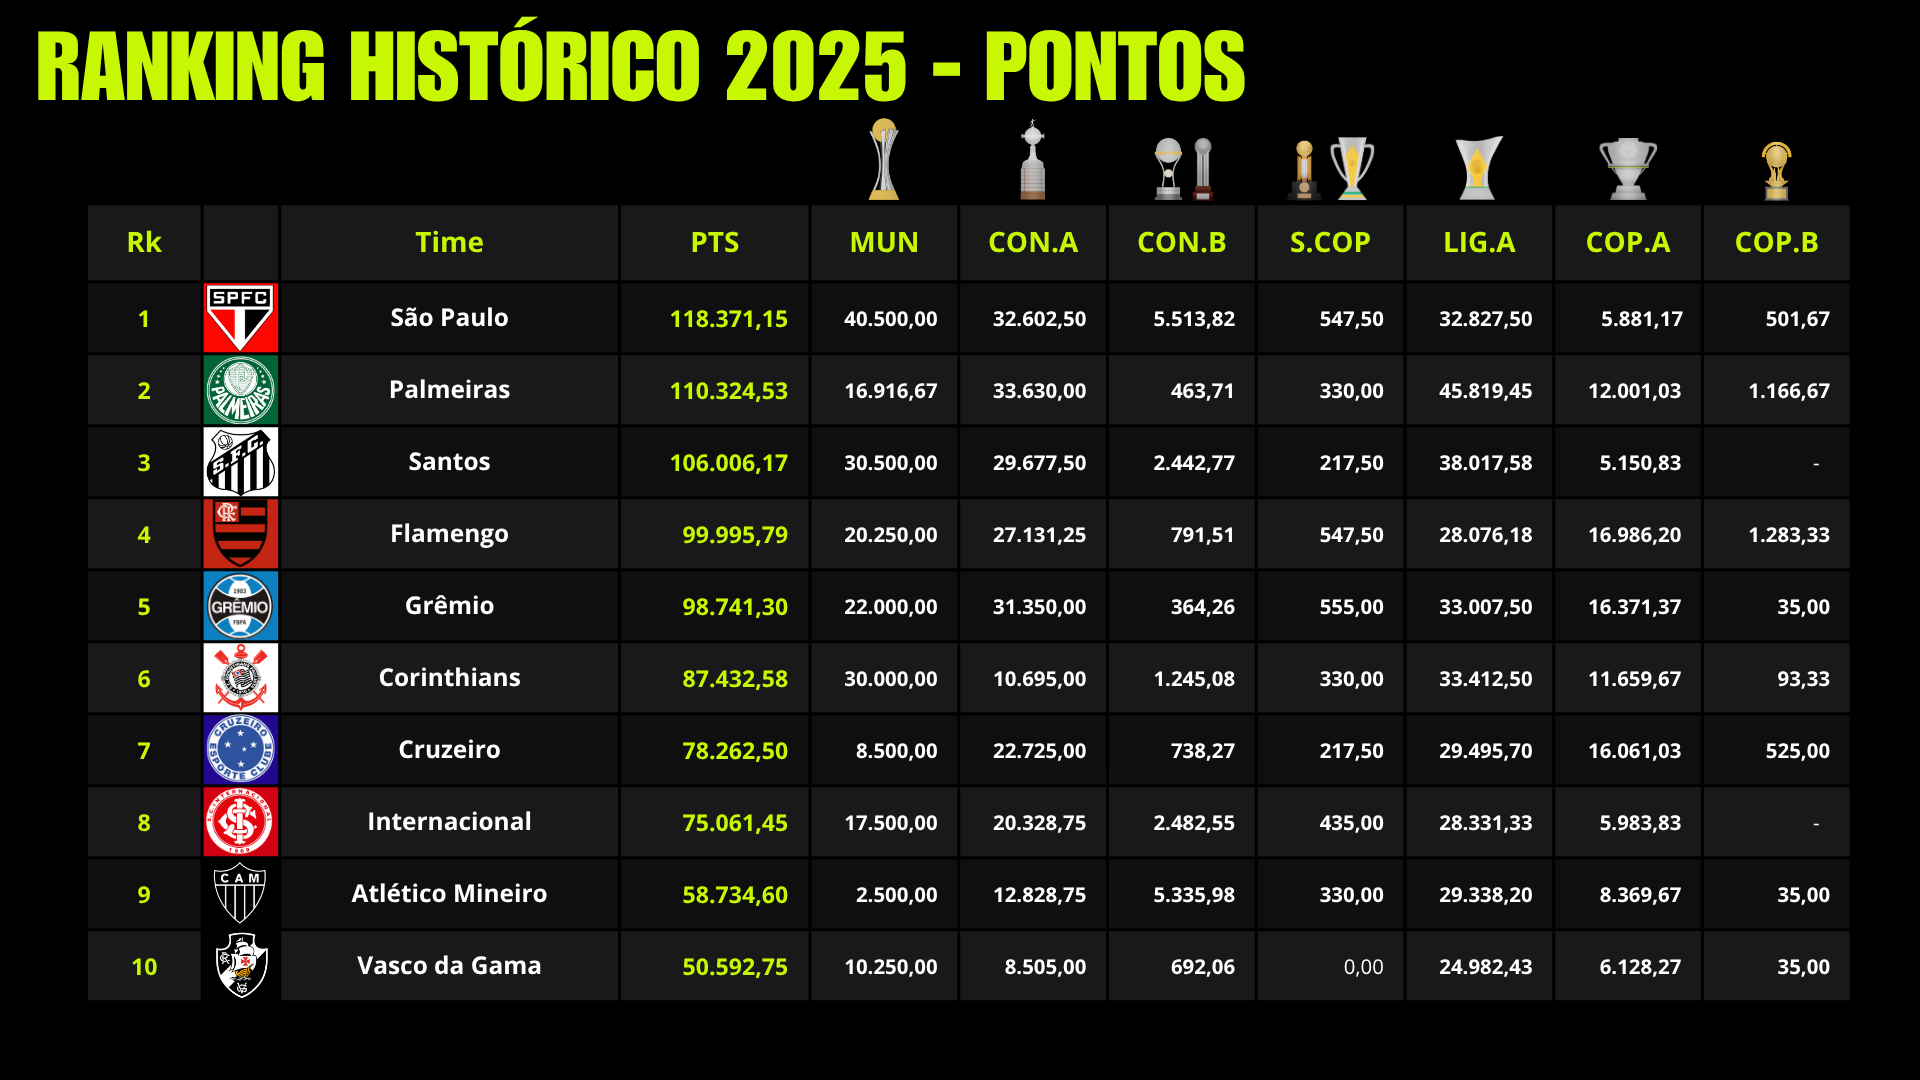 RANKING HISTÓRICO 2025 - PONTOS
Rk Time PTS MUN CON.A CON.B S.COP LIG.A COP.A COP.B
1 SPFC São Paulo 118.371,15 40.500,00 32.602,50 5.513,82 547,50 32.827,50 5.881,17 501,67
2 PALMEIRAS Palmeiras 110.324,53 16.916,67 33.630,00 463,71 330,00 45.819,45 12.001,03 1.166,67
3 S.F.C. Santos 106.006,17 30.500,00 29.677,50 2.442,77 217,50 38.017,58 5.150,83 -
4 Flamengo 99.995,79 20.250,00 27.131,25 791,51 547,50 28.076,18 16.986,20 1.283,33
5 1903 GRÊMIO FBPA Grêmio 98.741,30 22.000,00 31.350,00 364,26 555,00 33.007,50 16.371,37 35,00
6 Corinthians 87.432,58 30.000,00 10.695,00 1.245,08 330,00 33.412,50 11.659,67 93,33
7 CRUZEIRO ESPORTE CLUBE Cruzeiro 78.262,50 8.500,00 22.725,00 738,27 217,50 29.495,70 16.061,03 525,00
8 S.C. INTERNACIONAL 1909 Internacional 75.061,45 17.500,00 20.328,75 2.482,55 435,00 28.331,33 5.983,83 -
9 CAM Atlético Mineiro 58.734,60 2.500,00 12.828,75 5.335,98 330,00 29.338,20 8.369,67 35,00
10 Vasco da Gama 50.592,75 10.250,00 8.505,00 692,06 0,00 24.982,43 6.128,27 35,00